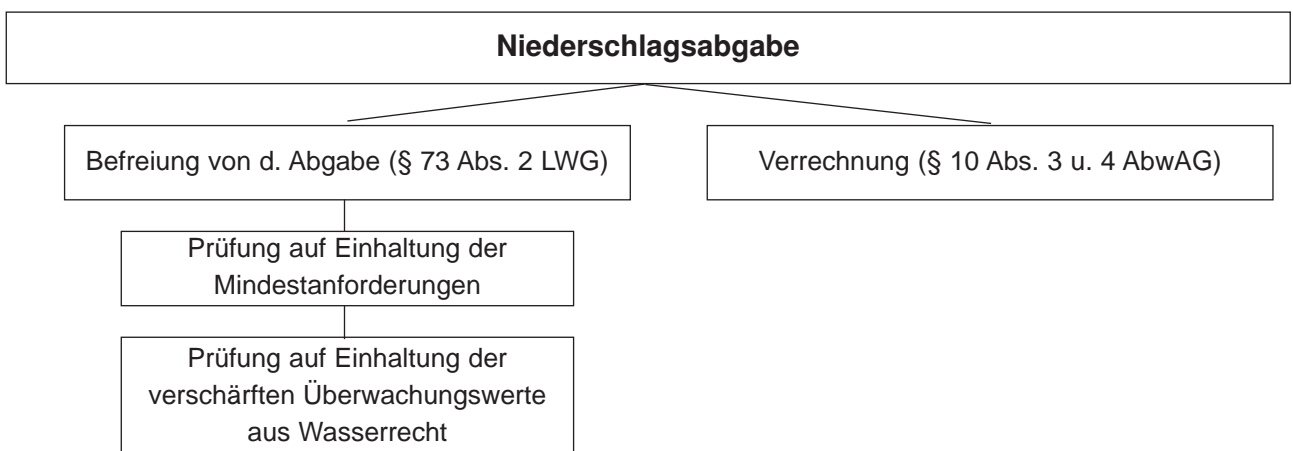 Niederschlagsabgabe
Befreiung von d. Abgabe (§ 73 Abs. 2 LWG)
Verrechnung (§ 10 Abs. 3 u. 4 AbwAG)
Prüfung auf Einhaltung der
Mindestanforderungen
Prüfung auf Einhaltung der
verschärften Überwachungswerte
aus Wasserrecht